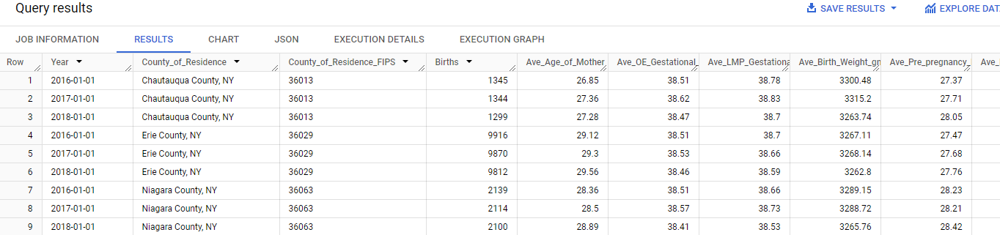 Query results SAVE RESULTS EXPLORE DAT
JOB INFORMATION RESULTS CHART JSON EXECUTION DETAILS EXECUTION GRAPH
Row Year County_of_Residence County_of_Residence_FIPS Births Ave_Age_of_Mother Ave_OE_Gestational_ Ave_LMP_Gestationa Ave_Birth_Weight_gr Ave_Pre_pregnancy_ Ave_
1 2016-01-01 Chautauqua County, NY 36013 1345 26.85 38.51 38.78 3300.48 27.37
2 2017-01-01 Chautauqua County, NY 36013 1344 27.36 38.62 38.83 3315.2 27.71
3 2018-01-01 Chautauqua County, NY 36013 1299 27.28 38.47 38.7 3263.74 28.05
4 2016-01-01 Erie County, NY 36029 9916 29.12 38.51 38.7 3267.11 27.47
5 2017-01-01 Erie County, NY 36029 9870 29.3 38.53 38.66 3268.14 27.68
6 2018-01-01 Erie County, NY 36029 9812 29.56 38.46 38.59 3262.8 27.76
7 2016-01-01 Niagara County, NY 36063 2139 28.36 38.51 38.66 3289.15 28.23
8 2017-01-01 Niagara County, NY 36063 2114 28.5 38.57 38.73 3288.72 28.21
9 2018-01-01 Niagara County, NY 36063 2100 28.89 38.41 38.53 3265.76 28.42